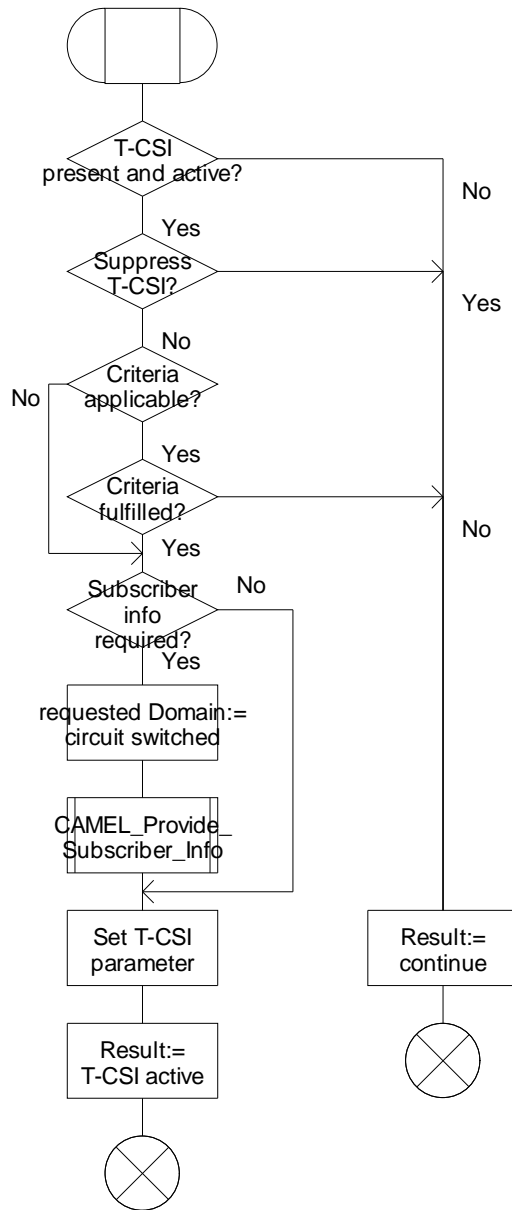 T-CSI
present and active?
No
Yes
Suppress
T-CSI?
Yes
No
Criteria
applicable?
No
Yes
Criteria
fulfilled?
No
Yes
Subscriber
info
required?
No
Yes
requested Domain:=
circuit switched
CAMEL_Provide_
Subscriber_Info
Set T-CSI
parameter
Result:=
continue
Result:=
T-CSI active